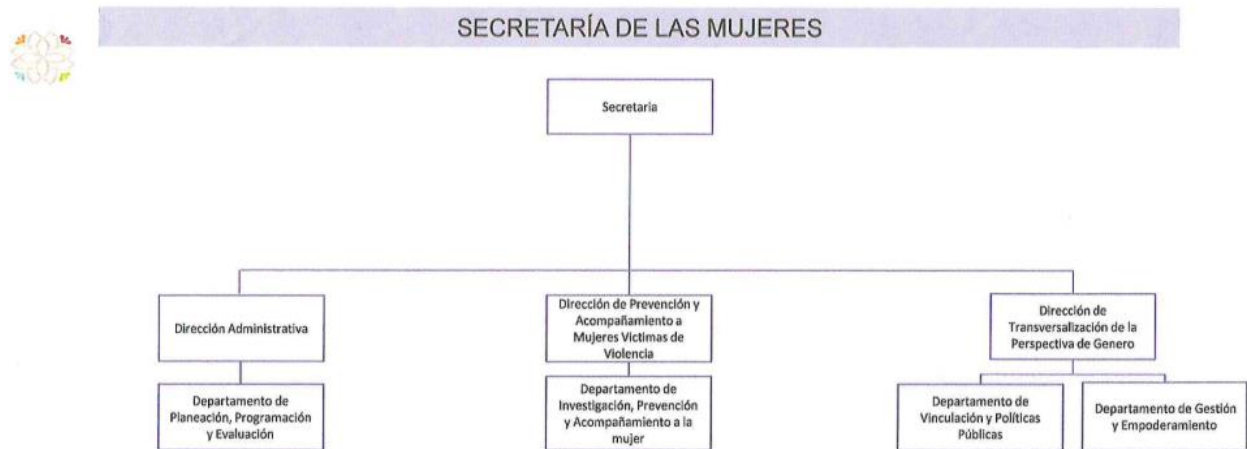 SECRETARÍA DE LAS MUJERES
Secretaria
Dirección Administrativa
Dirección de Prevención y
Acompañamiento a
Mujeres Victimas de
Violencia
Dirección de
Transversalización de la
Perspectiva de Genero
Departamento de
Planeación, Programación
y Evaluación
Departamento de
Investigación, Prevención
y Acompañamiento a la
mujer
Departamento de
Vinculación y Políticas
Públicas
Departamento de Gestión
y Empoderamiento